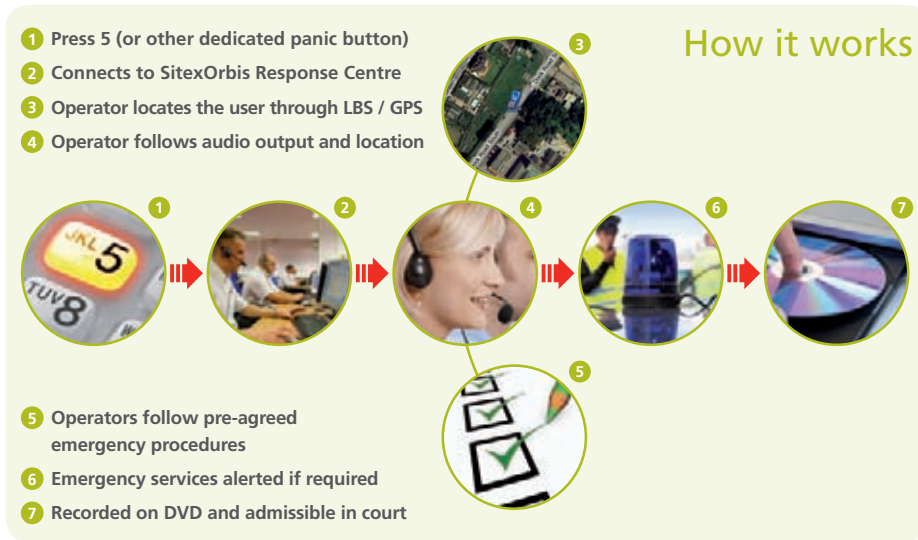 How it works
1 Press 5 (or other dedicated panic button)
2 Connects to SitexOrbis Response Centre
3 Operator locates the user through LBS / GPS
4 Operator follows audio output and location
3
1
JKL 5
TUV 8
2
4
6
7
5
5 Operators follow pre-agreed
emergency procedures
6 Emergency services alerted if required
7 Recorded on DVD and admissible in court